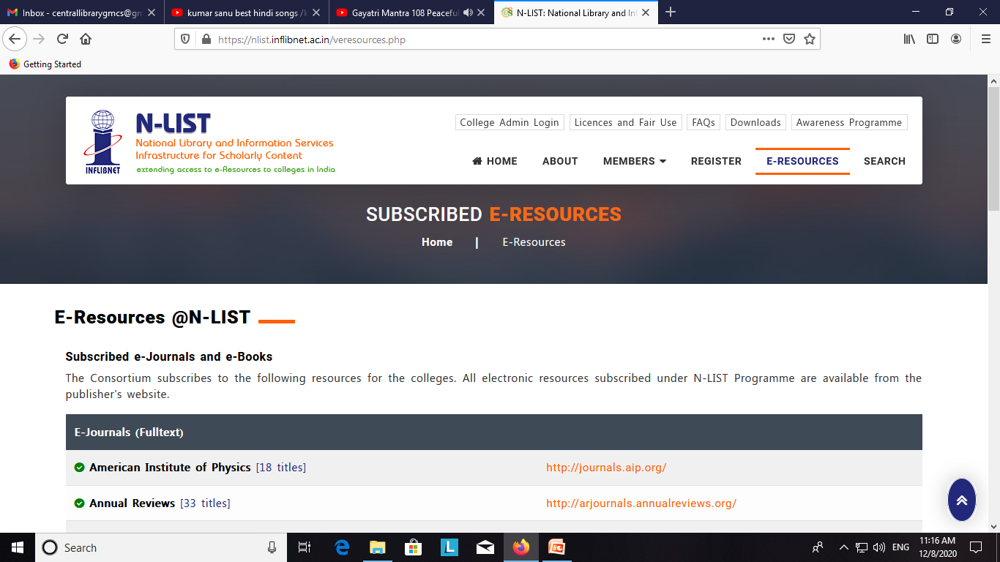 Inbox - centrallibrarygmcs@gm
kumar sanu best hindi songs /k
Gayatri Mantra 108 Peaceful
N-LIST: National Library and Inf
https://nlist.inflibnet.ac.in/veresources.php
Getting Started
N-LIST
National Library and Information Services
Infrastructure for Scholarly Content
extending access to e-Resources to colleges in India
INFLIBNET
College Admin Login
Licences and Fair Use
FAQs
Downloads
Awareness Programme
HOME
ABOUT
MEMBERS
REGISTER
E-RESOURCES
SEARCH
SUBSCRIBED E-RESOURCES
Home | E-Resources
E-Resources @N-LIST
Subscribed e-Journals and e-Books
The Consortium subscribes to the following resources for the colleges. All electronic resources subscribed under N-LIST Programme are available from the
publisher's website.
E-Journals (Fulltext)
American Institute of Physics [18 titles] http://journals.aip.org/
Annual Reviews [33 titles] http://arjournals.annualreviews.org/
Search
L
ENG
11:16 AM
12/8/2020